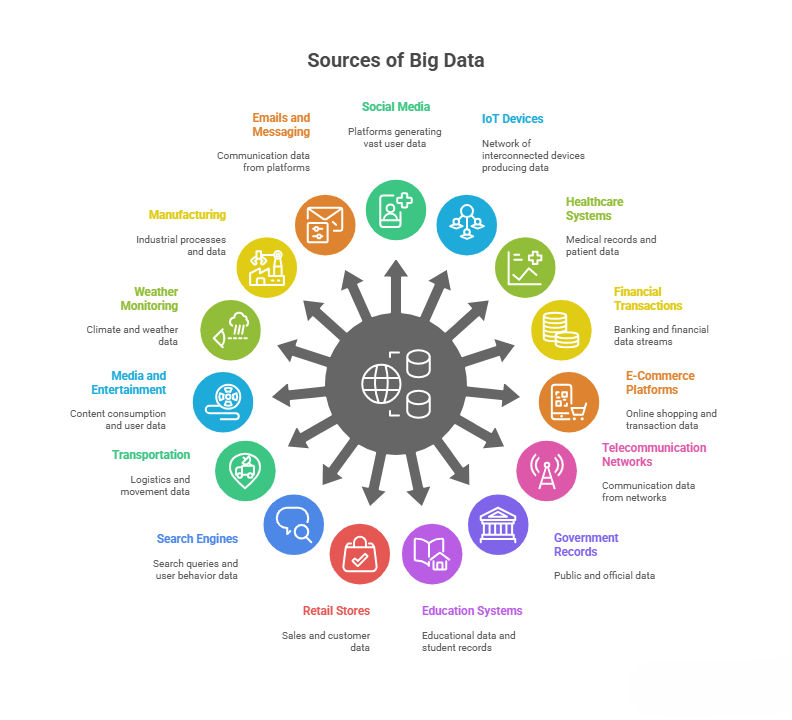 Sources of Big Data
Social Media
Platforms generating
vast user data
IoT Devices
Network of
interconnected devices
producing data
Healthcare
Systems
Medical records and
patient data
Financial
Transactions
Banking and financial
data streams
E-Commerce
Platforms
Online shopping and
transaction data
Telecommunication
Networks
Communication data
from networks
Government
Records
Public and official data
Education Systems
Educational data and
student records
Retail Stores
Sales and customer
data
Search Engines
Search queries and
user behavior data
Transportation
Logistics and
movement data
Media and
Entertainment
Content consumption
and user data
Weather
Monitoring
Climate and weather
data
Manufacturing
Industrial processes
and data
Emails and
Messaging
Communication data
from platforms